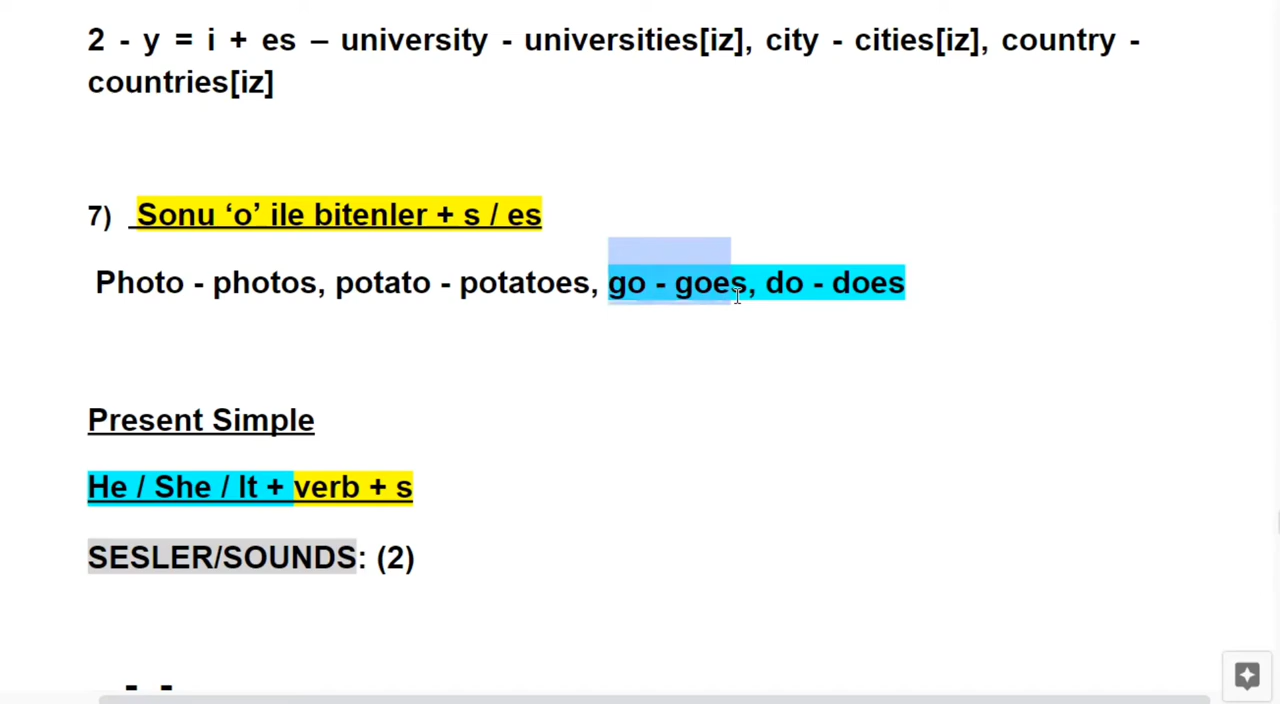 2 - y = i + es – university - universities[iz], city - cities[iz], country -
countries[iz]
7) Sonu ‘o’ ile bitenler + s / es
Photo - photos, potato - potatoes, go - goes, do - does
Present Simple
He / She / It + verb + s
SESLER/SOUNDS: (2)